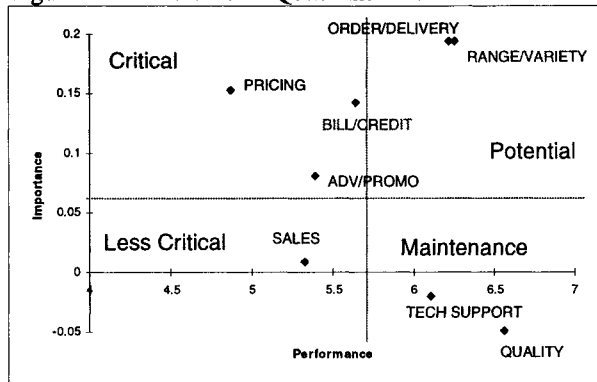 ORDER/DELIVERY
0.2
Critical
RANGE/VARIETY
PRICING
0.15
BILL/CREDIT
Importance
0.1
Potential
ADV/PROMO
0.05
Less Critical
SALES
Maintenance
0
4
4.5
5
5.5
6
6.5
7
TECH SUPPORT
-0.05
Performance
QUALITY